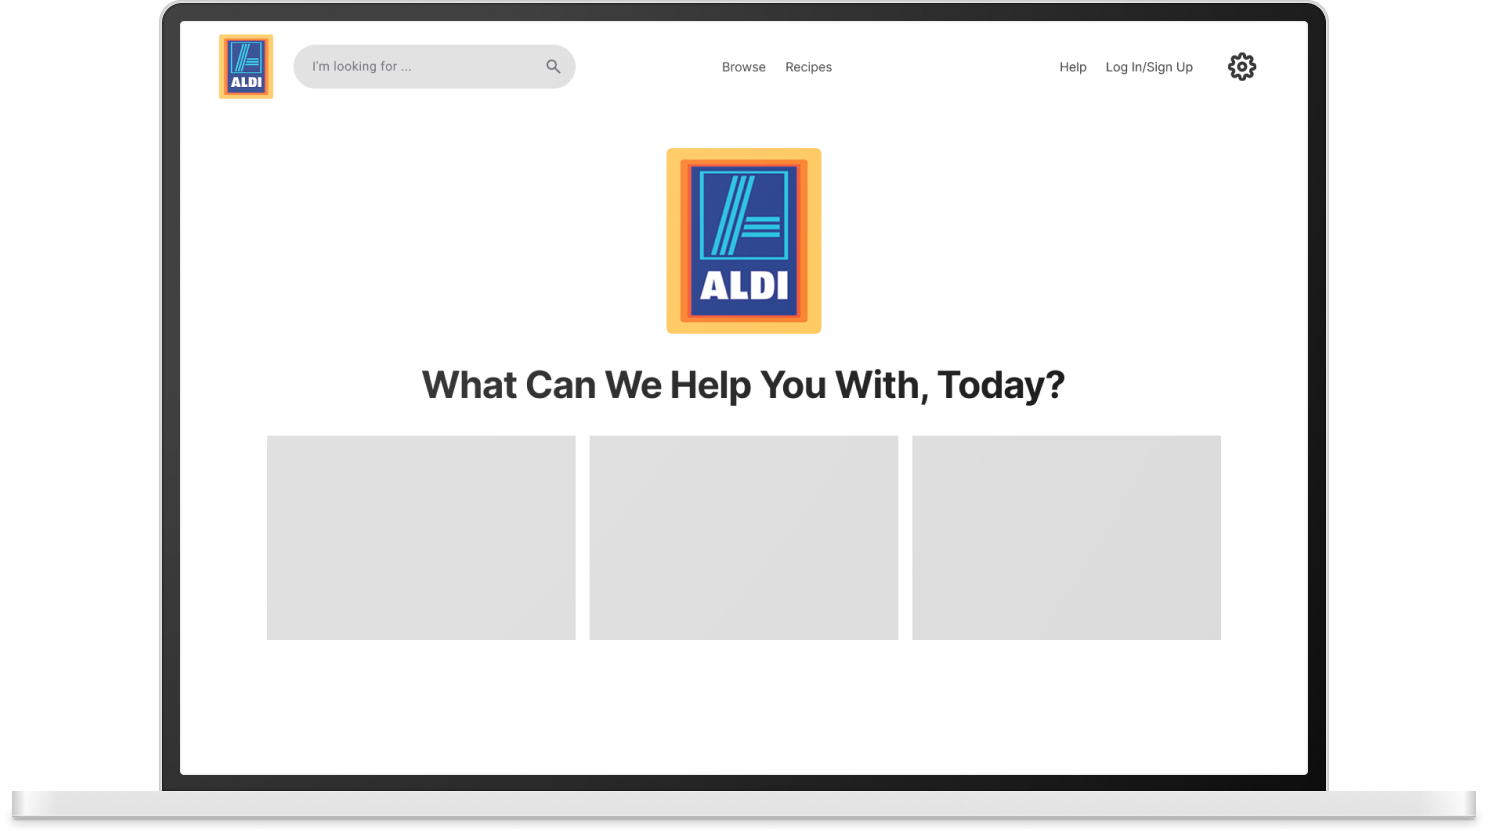 ALDI
I'm looking for ...
Browse
Recipes
Help
Log In/Sign Up
ALDI
What Can We Help You With, Today?